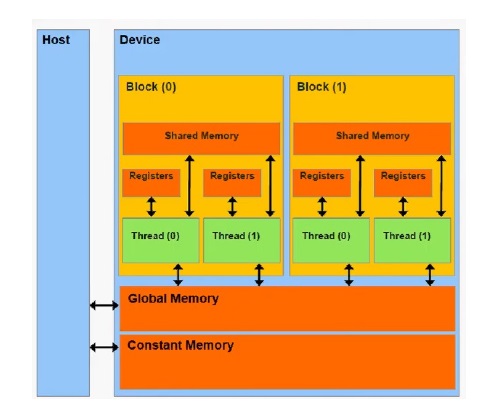 Host
Device
Block (0)
Block (1)
Shared Memory
Shared Memory
Registers
Registers
Registers
Registers
Thread (0)
Thread (1)
Thread (0)
Thread (1)
Global Memory
Constant Memory